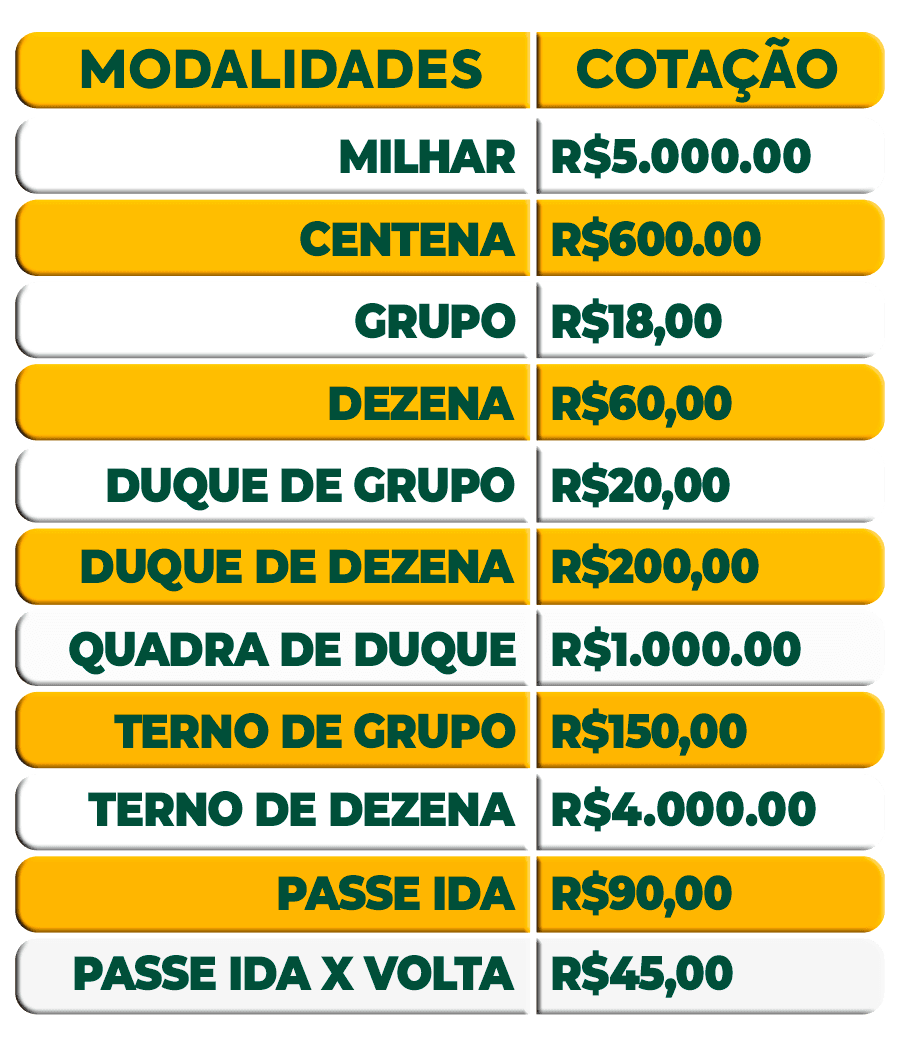 MODALIDADES COTAÇÃO
MILHAR R$5.000.00
CENTENA R$600.00
GRUPO R$18,00
DEZENA R$60,00
DUQUE DE GRUPO R$20,00
DUQUE DE DEZENA R$200,00
QUADRA DE DUQUE R$1.000.00
TERNO DE GRUPO R$150,00
TERNO DE DEZENA R$4.000.00
PASSE IDA R$90,00
PASSE IDA X VOLTA R$45,00